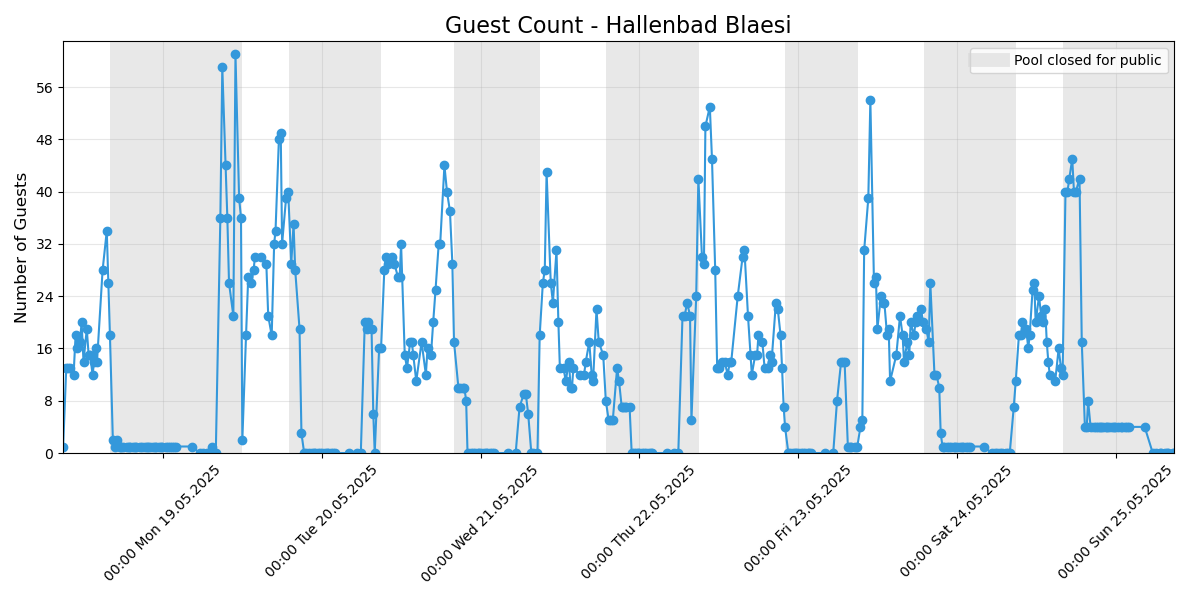 Guest Count - Hallenbad Blaesi
Pool closed for public
Number of Guests
56
48
40
32
24
16
8
0
00:00 Mon 19.05.2025
00:00 Tue 20.05.2025
00:00 Wed 21.05.2025
00:00 Thu 22.05.2025
00:00 Fri 23.05.2025
00:00 Sat 24.05.2025
00:00 Sun 25.05.2025